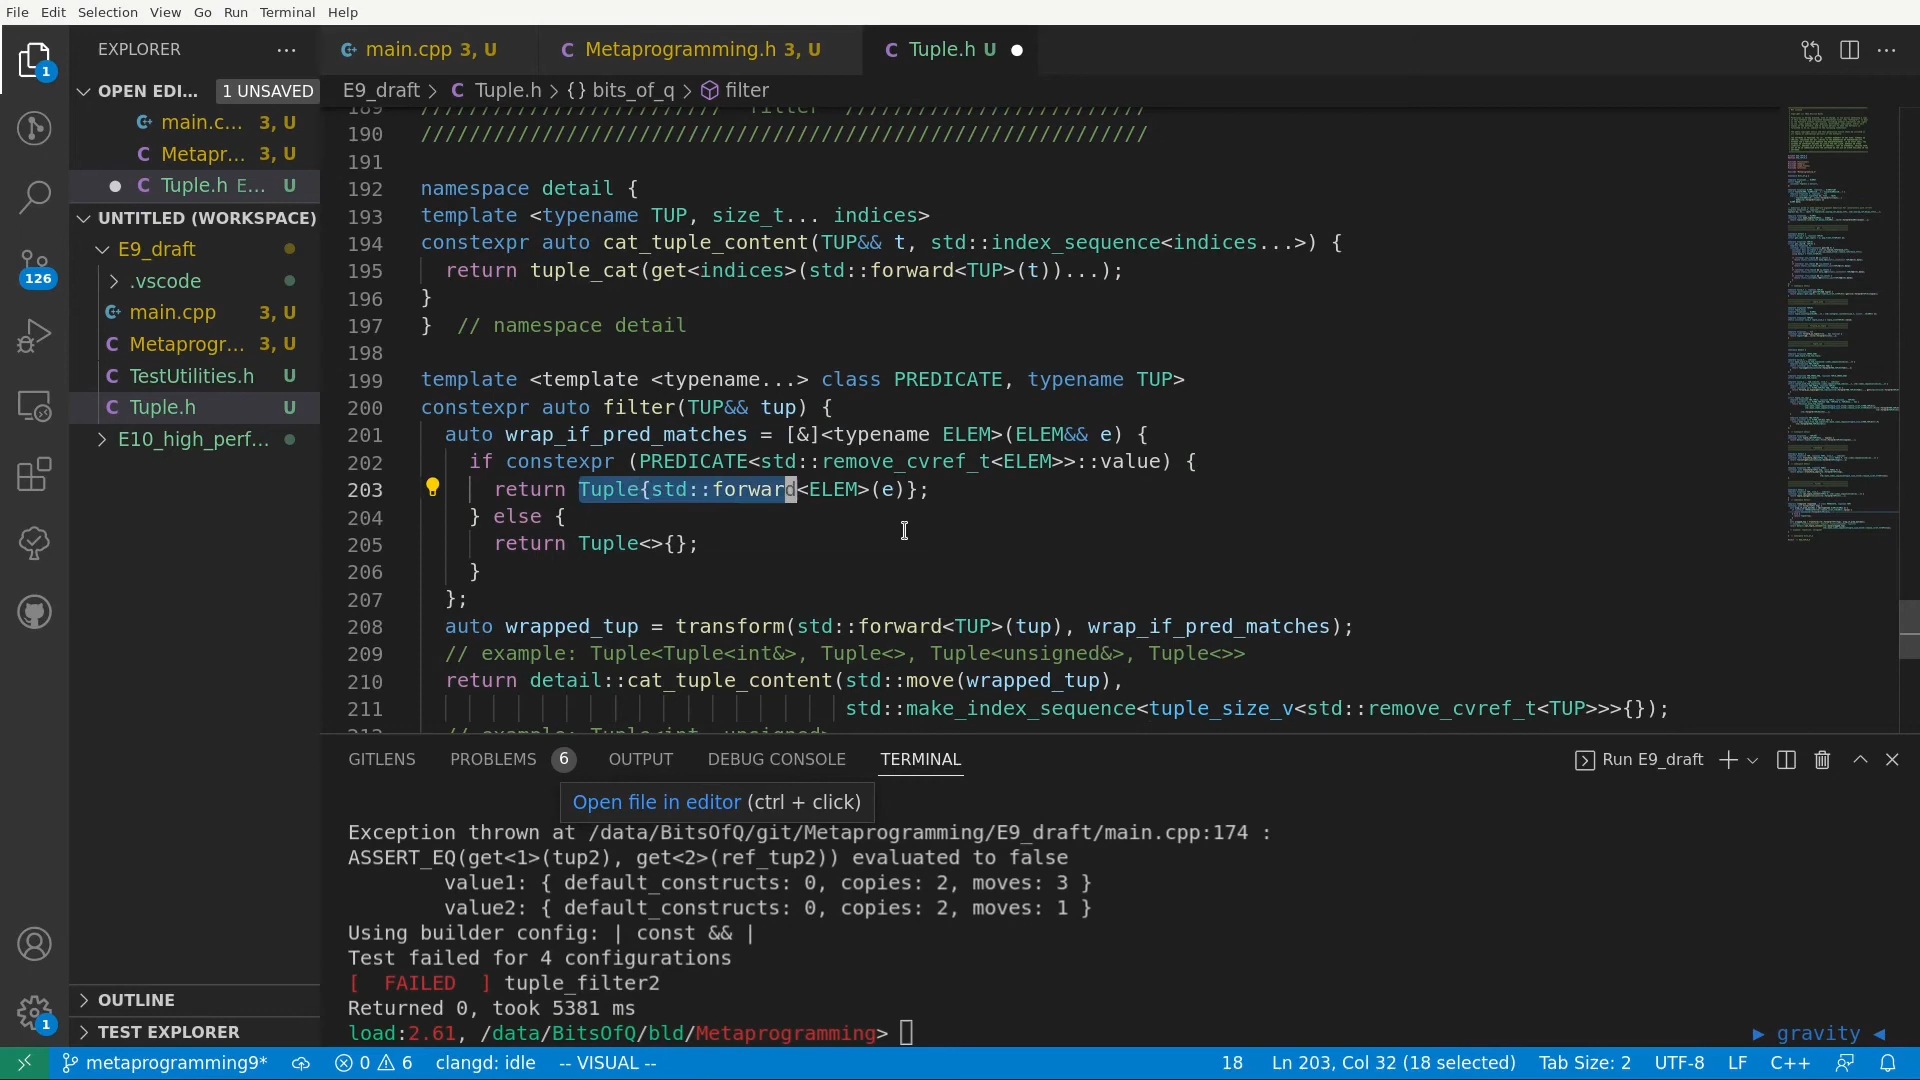 File Edit Selection View Go Run Terminal Help
EXPLORER
main.cpp 3, U
Metaprogramming.h 3, U
Tuple.h U
OPEN EDI... 1 UNSAVED
main.c... 3, U
Metapr... 3, U
Tuple.h E... U
UNTITLED (WORKSPACE)
E9_draft
.vscode
main.cpp 3, U
Metaprogr... 3, U
TestUtilities.h U
Tuple.h U
E10_high_perf...
OUTLINE
TEST EXPLORER
1
126
1
E9_draft > Tuple.h > {} bits_of_q > filter
189 //////////////////////// filter ////////////////////////
190 ////////////////////////////////////////////////////////////
191
192 namespace detail {
193 template <typename TUP, size_t... indices>
194 constexpr auto cat_tuple_content(TUP&& t, std::index_sequence<indices...>) {
195 return tuple_cat(get<indices>(std::forward<TUP>(t))...);
196 }
197 } // namespace detail
198
199 template <template <typename...> class PREDICATE, typename TUP>
200 constexpr auto filter(TUP&& tup) {
201 auto wrap_if_pred_matches = [&]<typename ELEM>(ELEM&& e) {
202 if constexpr (PREDICATE<std::remove_cvref_t<ELEM>>::value) {
203 return Tuple{std::forward<ELEM>(e)};
204 } else {
205 return Tuple<>{};
206 }
207 };
208 auto wrapped_tup = transform(std::forward<TUP>(tup), wrap_if_pred_matches);
209 // example: Tuple<Tuple<int&>, Tuple<>, Tuple<unsigned&>, Tuple<>>
210 return detail::cat_tuple_content(std::move(wrapped_tup),
211 std::make_index_sequence<tuple_size_v<std::remove_cvref_t<TUP>>>{});
GITLENS PROBLEMS 6 OUTPUT DEBUG CONSOLE TERMINAL
Run E9_draft
Open file in editor (ctrl + click)
Exception thrown at /data/BitsOfQ/git/Metaprogramming/E9_draft/main.cpp:174 :
ASSERT_EQ(get<1>(tup2), get<2>(ref_tup2)) evaluated to false
value1: { default_constructs: 0, copies: 2, moves: 3 }
value2: { default_constructs: 0, copies: 2, moves: 1 }
Using builder config: | const && |
Test failed for 4 configurations
[ FAILED ] tuple_filter2
Returned 0, took 5381 ms
load:2.61, /data/BitsOfQ/bld/Metaprogramming>
gravity
metaprogramming9* 0 6 clangd: idle -- VISUAL -- 18 Ln 203, Col 32 (18 selected) Tab Size: 2 UTF-8 LF C++